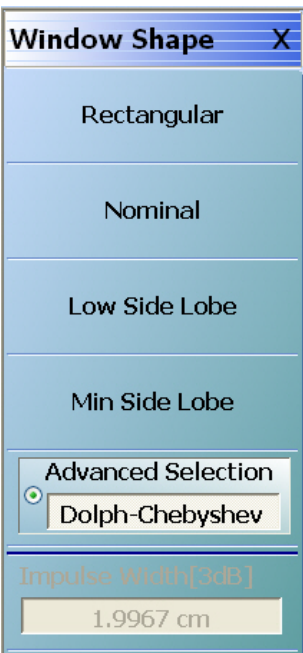 Window Shape X
Rectangular
Nominal
Low Side Lobe
Min Side Lobe
Advanced Selection
Dolph-Chebyshev
Impulse Width[3dB]
1.9967 cm